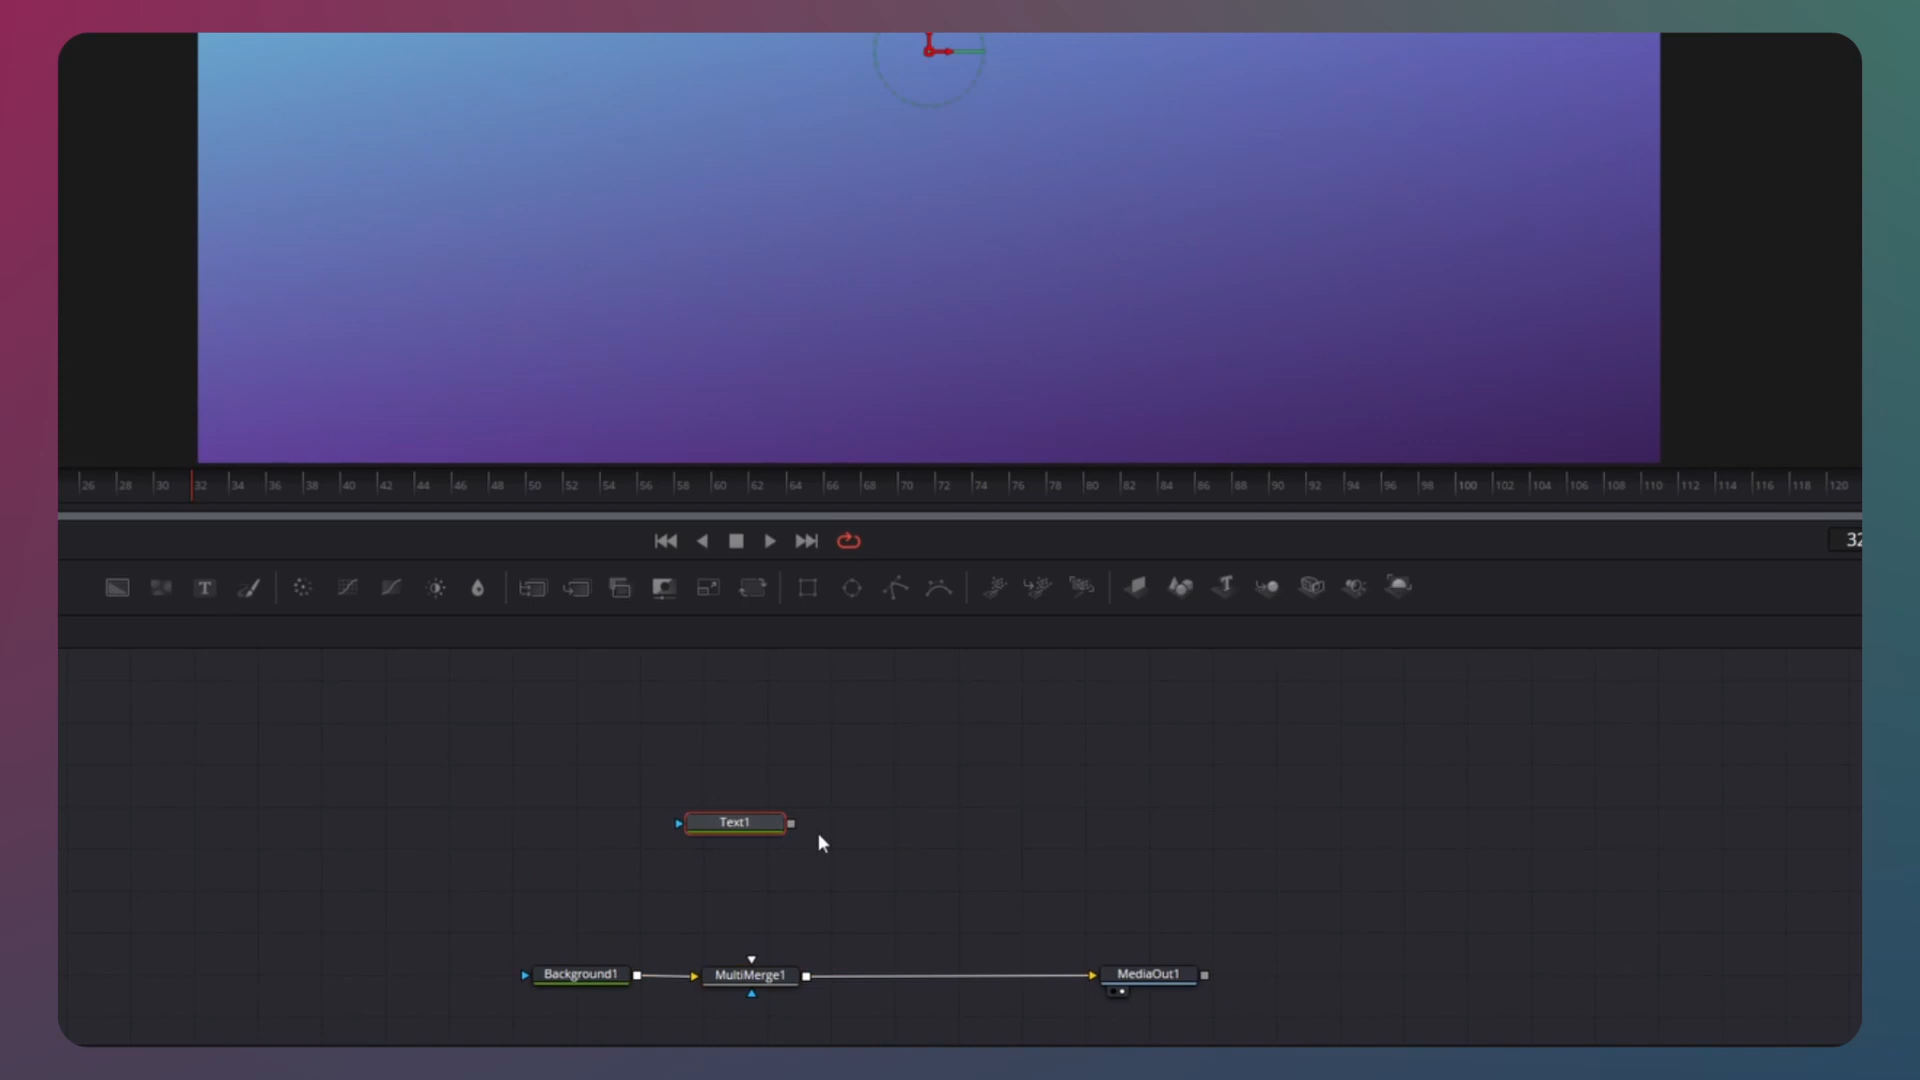 26 28 30 32 34 36 38 40 42 44 46 48 50 52 54 56 58 60 62 64 66 68 70 72 74 76 78 80 82 84 86 88 90 92 94 96 98 100 102 104 106 108 110 112 114 116 118 120
32
T
Text1
Background1 MultiMerge1 MediaOut1